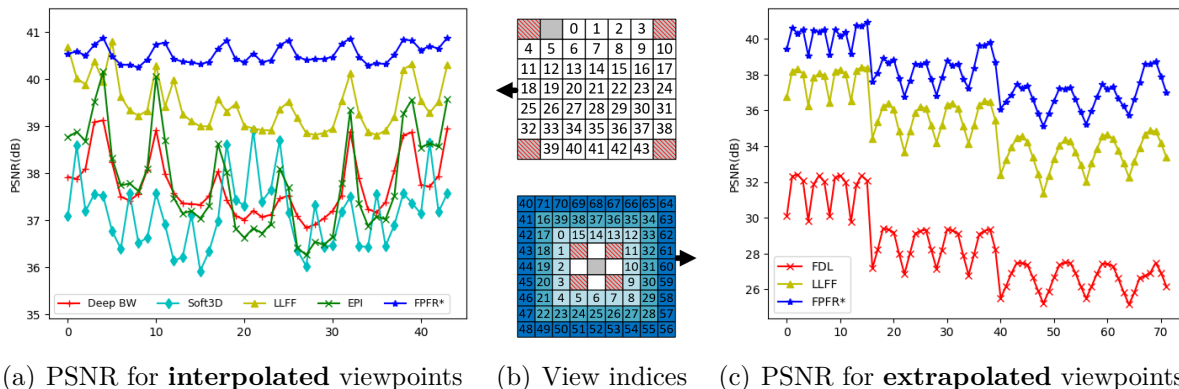 41
40
39
38
37
36
35
PSNR(dB)
0 10 20 30 40
Deep BW Soft3D LLFF EPI FPFR*
(a) PSNR for interpolated viewpoints
0 1 2 3
4 5 6 7 8 9 10
11 12 13 14 15 16 17
18 19 20 21 22 23 24
25 26 27 28 29 30 31
32 33 34 35 36 37 38
39 40 41 42 43
40 71 70 69 68 67 66 65 64
41 16 39 38 37 36 35 34 63
42 17 0 15 14 13 12 33 62
43 18 1 11 32 61
44 19 2 10 31 60
45 20 3 9 30 59
46 21 4 5 6 7 8 29 58
47 22 23 24 25 26 27 28 57
48 49 50 51 52 53 54 55 56
(b) View indices
40
38
36
34
32
30
28
26
PSNR(dB)
FDL
LLFF
FPFR*
0 10 20 30 40 50 60 70
(c) PSNR for extrapolated viewpoints